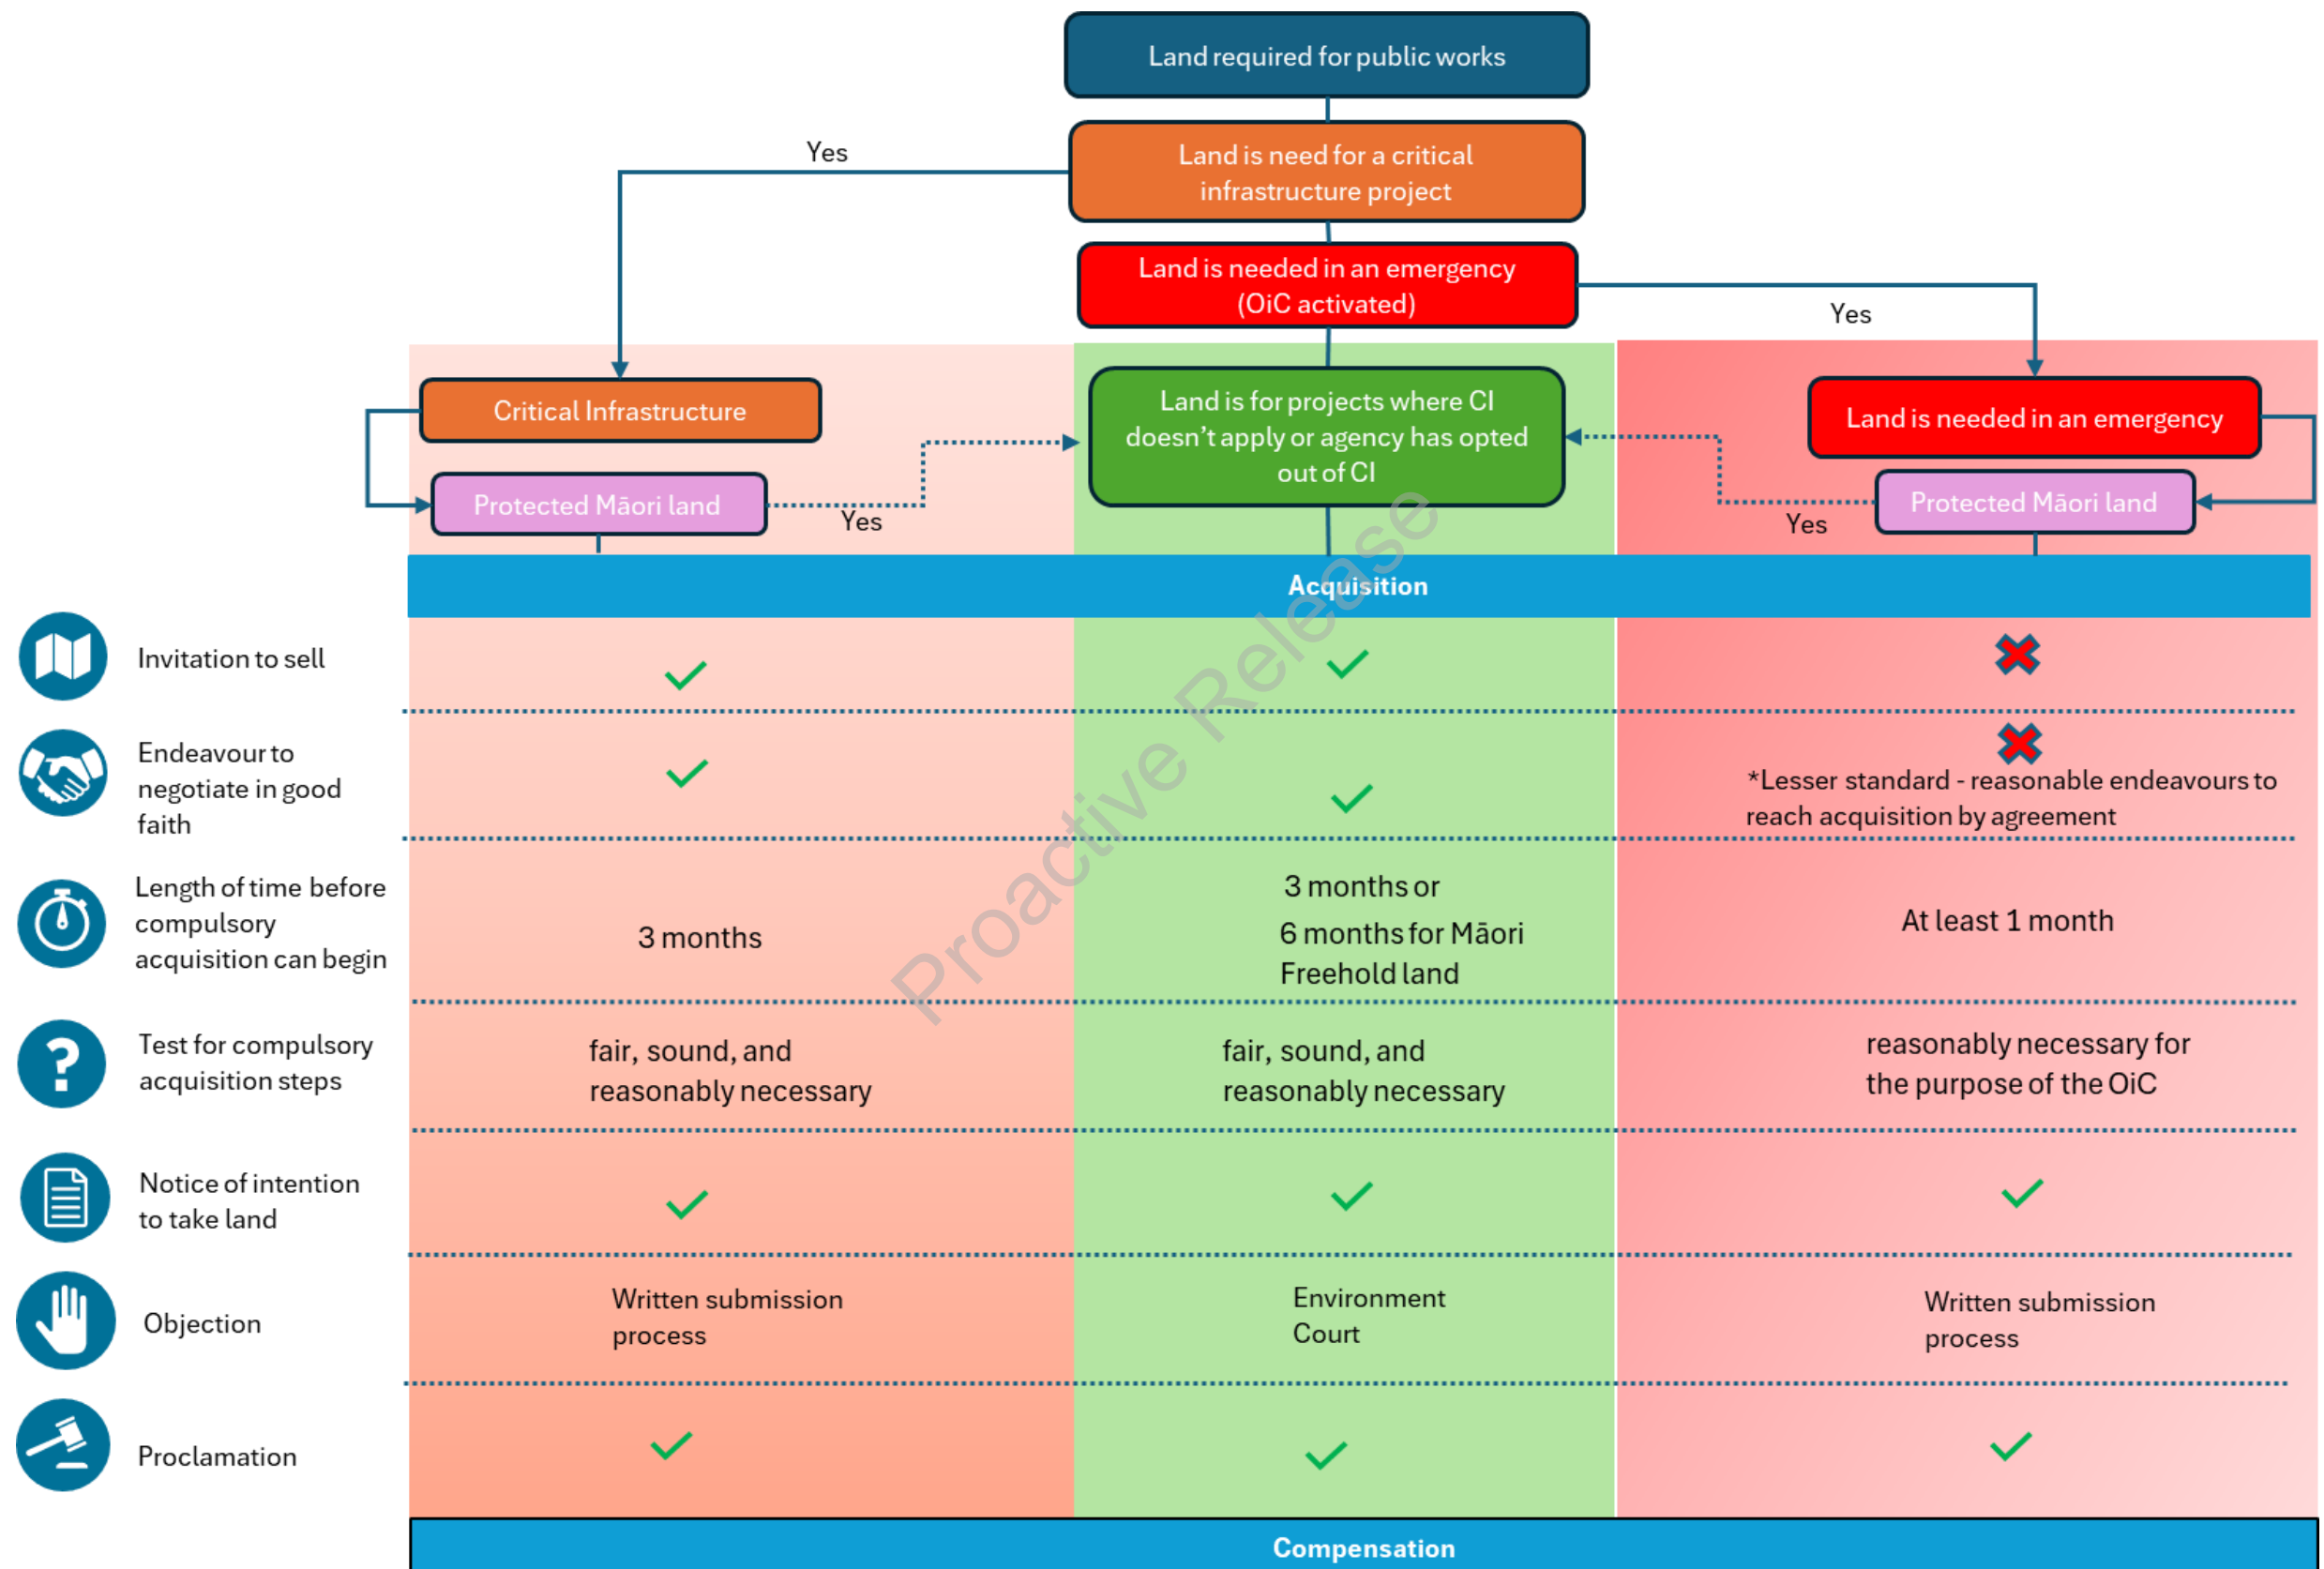 Land required for public works
Yes
Land is need for a critical
infrastructure project
Land is needed in an emergency
(OiC activated)
Yes
Critical Infrastructure
Land is for projects where CI
doesn't apply or agency has opted
out of CI
Land is needed in an emergency
Protected Māori land
Yes
Yes
Protected Māori land
Acquisition
Invitation to sell
Endeavour to
negotiate in good
faith
*Lesser standard - reasonable endeavours to
reach acquisition by agreement
Length of time before
compulsory
acquisition can begin
3 months
3 months or
6 months for Māori
Freehold land
At least 1 month
Test for compulsory
acquisition steps
fair, sound, and
reasonably necessary
fair, sound, and
reasonably necessary
reasonably necessary for
the purpose of the OiC
Notice of intention
to take land
Objection
Written submission
process
Environment
Court
Written submission
process
Proclamation
Compensation
Proactive Release